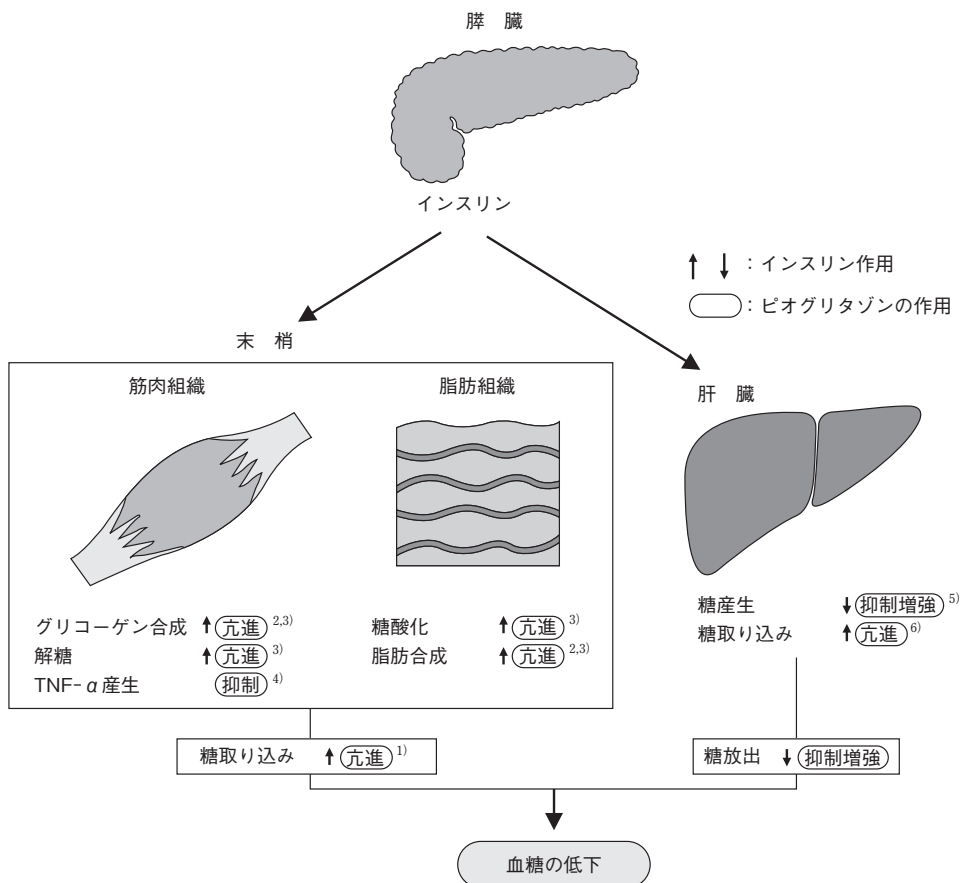 膵 臓
インスリン
↑ ↓ :インスリン作用
:ピオグリタゾンの作用
末 梢
筋肉組織
脂肪組織
肝 臓
グリコーゲン合成 ↑亢進 2,3)
解糖 ↑亢進 3)
TNF-α産生 抑制 4)
糖酸化 ↑亢進 3)
脂肪合成 ↑亢進 2,3)
糖産生 ↓抑制増強 5)
糖取り込み ↑亢進 6)
糖取り込み ↑亢進 1)
糖放出 ↓抑制増強
血糖の低下